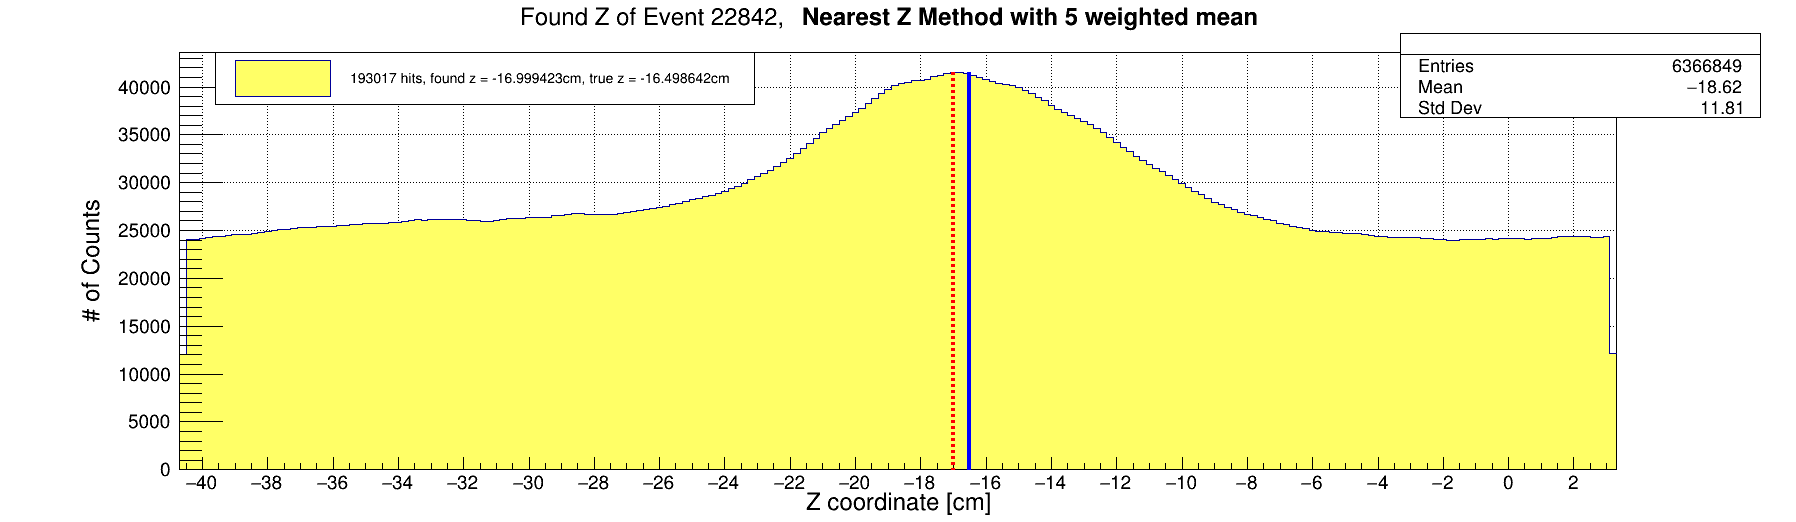 Found Z of Event 22842, Nearest Z Method with 5 weighted mean
193017 hits, found z = -16.999423cm, true z = -16.498642cm
Entries 6366849
Mean −18.62
Std Dev 11.81
# of Counts
40000
35000
30000
25000
20000
15000
10000
5000
0
−40 −38 −36 −34 −32 −30 −28 −26 −24 −22 −20 −18 −16 −14 −12 −10 −8 −6 −4 −2 0 2
Z coordinate [cm]